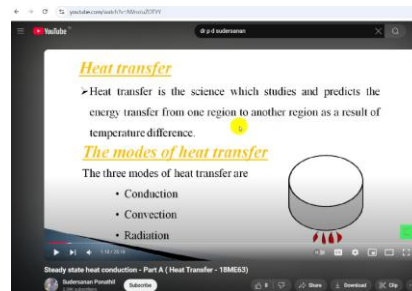 YouTube
dr p d sudersanan
Heat transfer
➢Heat transfer is the science which studies and predicts the
energy transfer from one region to another region as a result of
temperature difference.
The modes of heat transfer
The three modes of heat transfer are
• Conduction
• Convection
• Radiation
Steady state heat conduction - Part A ( Heat Transfer - 18ME63)
Sudersanan Ponathil
Subscribe
Share
Download
Clip